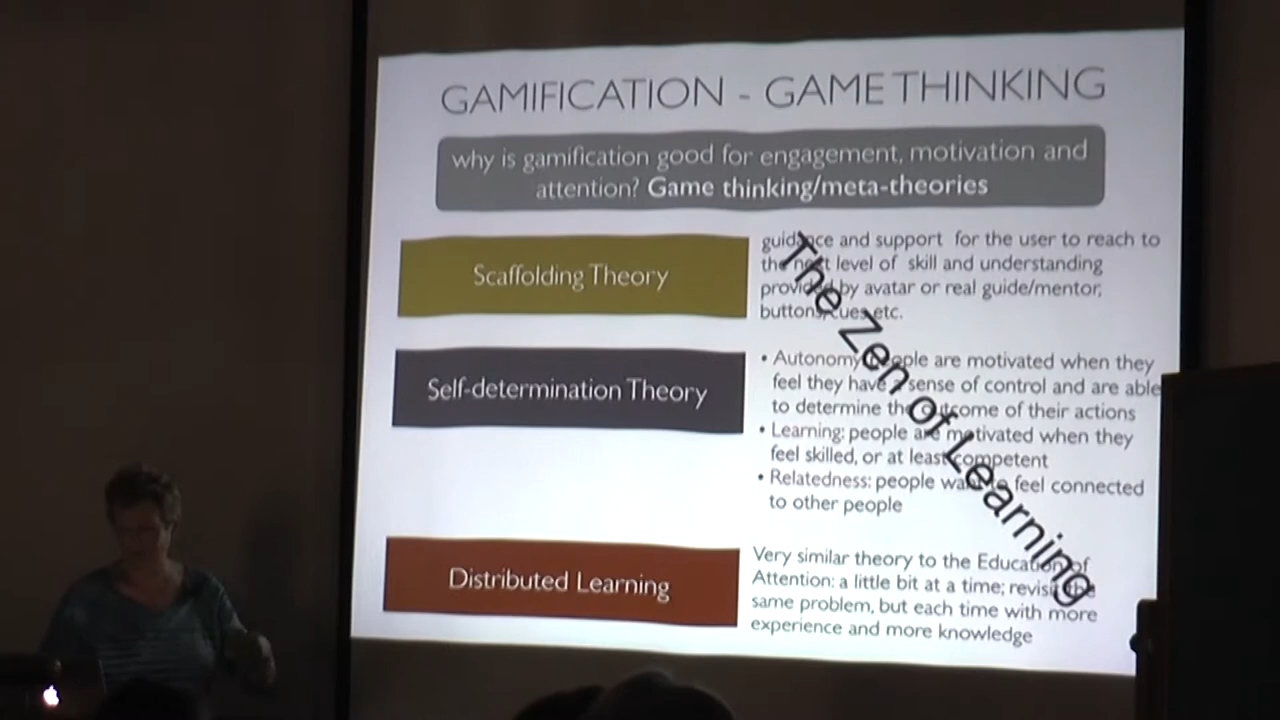 GAMIFICATION - GAME THINKING
why is gamification good for engagement, motivation and
attention? Game thinking/meta-theories
Scaffolding Theory
guidance and support for the user to reach to
the next level of skill and understanding
provided by avatar or real guide/mentor,
buttons, cues, etc.
Self-determination Theory
• Autonomy: people are motivated when they
feel they have a sense of control and are able
to determine the outcome of their actions
• Learning: people are motivated when they
feel skilled, or at least competent
• Relatedness: people want to feel connected
to other people
Distributed Learning
Very similar theory to the Education of
Attention: a little bit at a time; revisit the
same problem, but each time with more
experience and more knowledge
The Zen of Learning